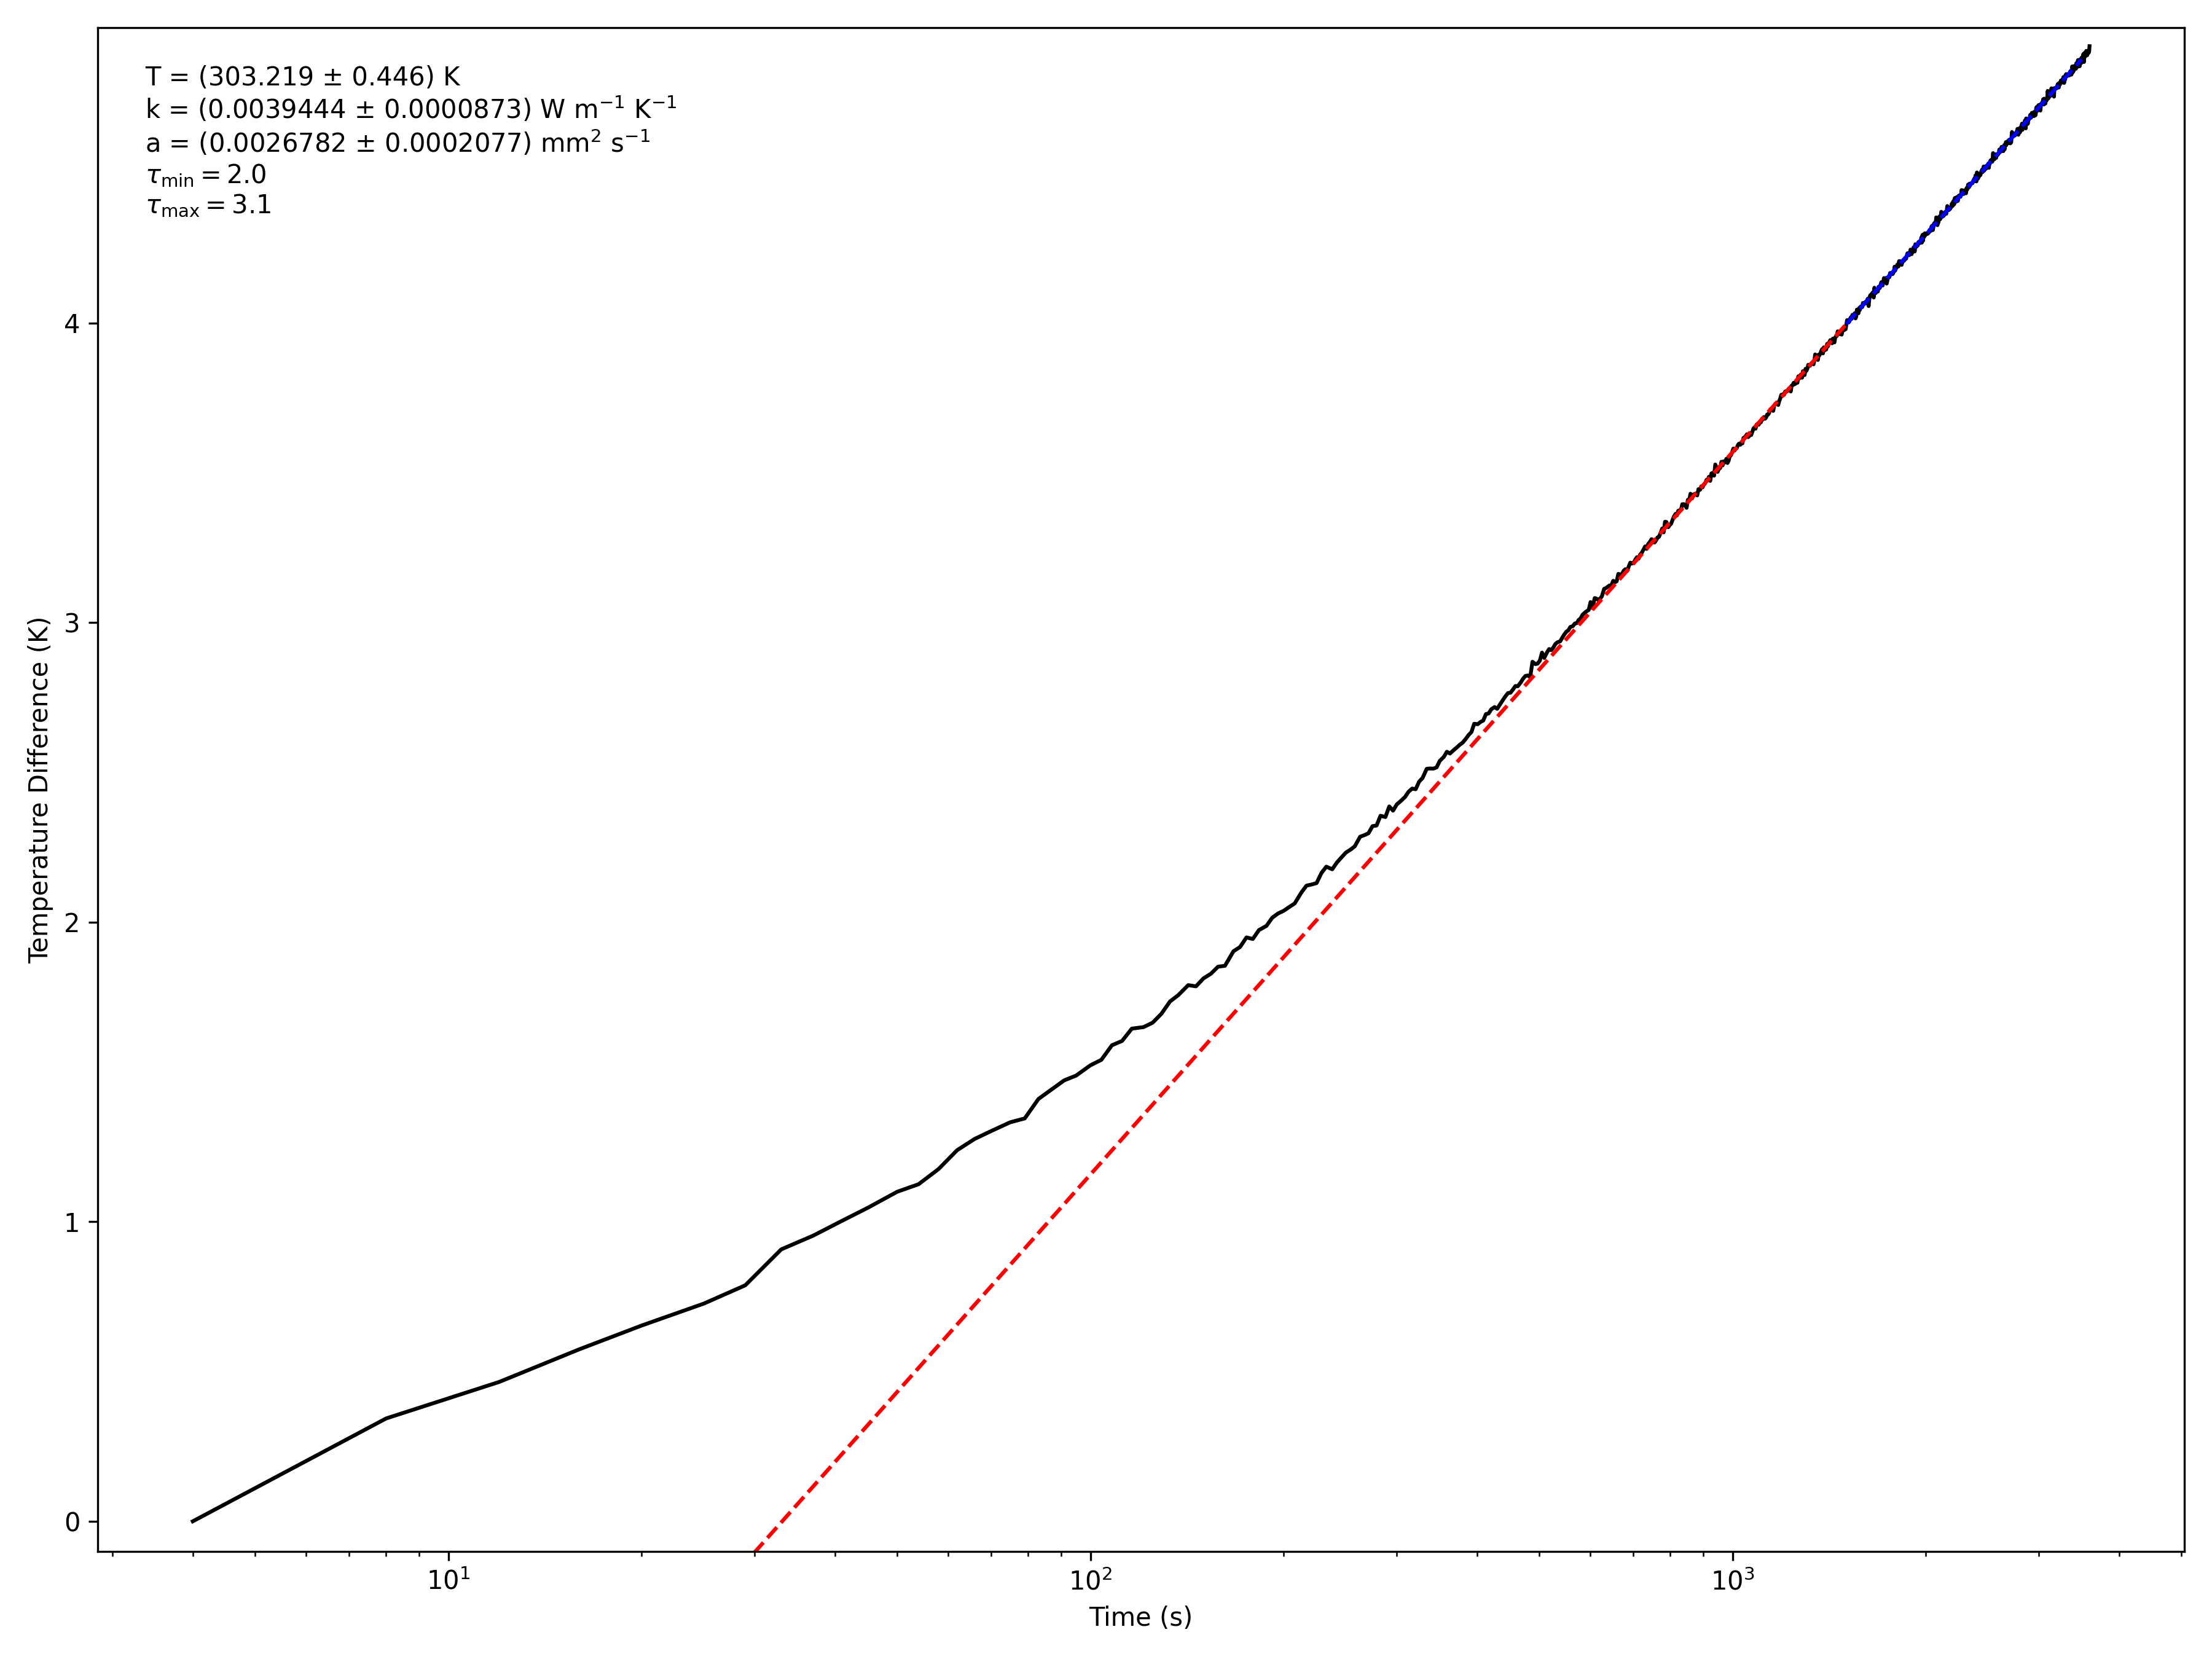 T = (303.219 ± 0.446) K
k = (0.0039444 ± 0.0000873) W m⁻¹ K⁻¹
a = (0.0026782 ± 0.0002077) mm² s⁻¹
τmin = 2.0
τmax = 3.1
4
3
2
1
0
Temperature Difference (K)
10¹ 10² 10³
Time (s)